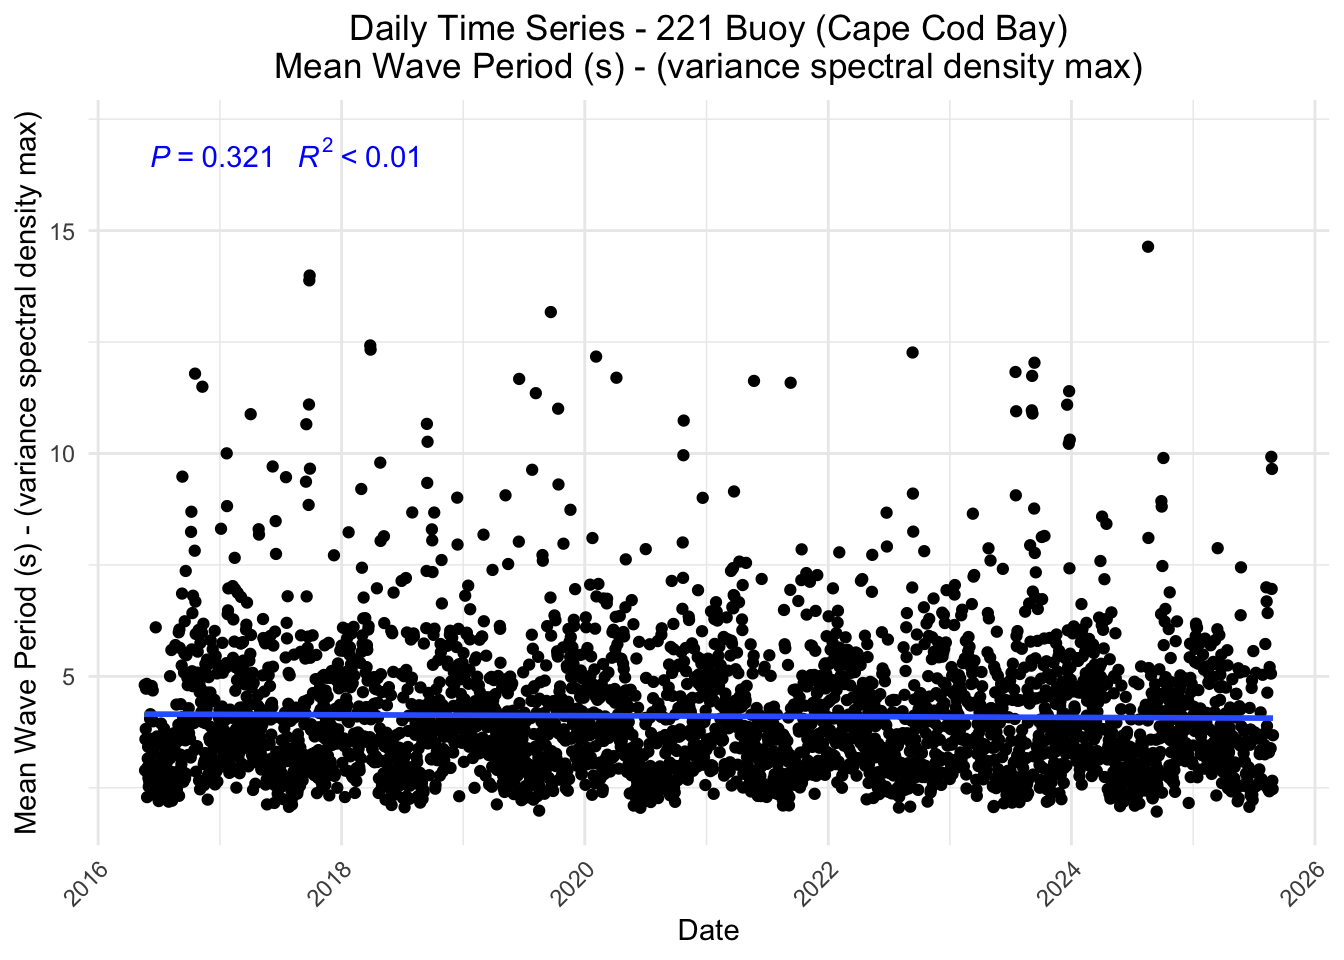 Daily Time Series - 221 Buoy (Cape Cod Bay)
Mean Wave Period (s) - (variance spectral density max)
Mean Wave Period (s) - (variance spectral density max)
P = 0.321 R² < 0.01
15
10
5
2016
2018
2020
2022
2024
2026
Date